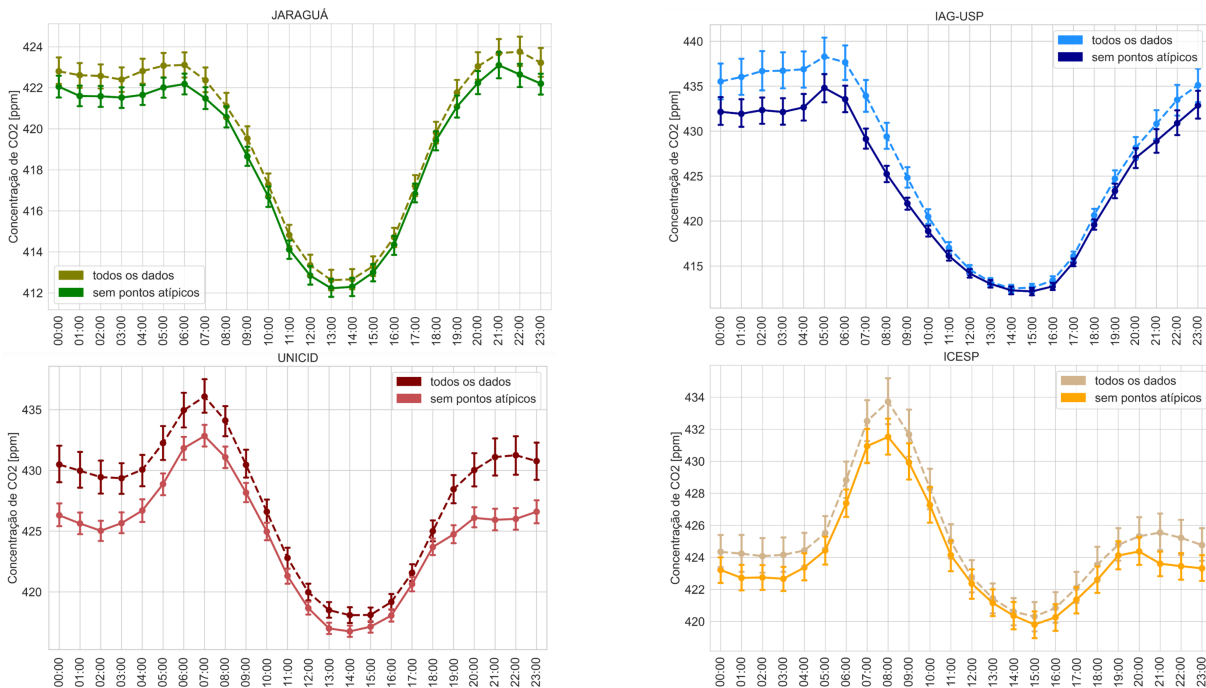 JARAGUÁ
Concentração de CO2 [ppm]
424
422
420
418
416
414
412
todos os dados
sem pontos atípicos
00:00 01:00 02:00 03:00 04:00 05:00 06:00 07:00 08:00 09:00 10:00 11:00 12:00 13:00 14:00 15:00 16:00 17:00 18:00 19:00 20:00 21:00 22:00 23:00
IAG-USP
Concentração de CO2 [ppm]
440
435
430
425
420
415
todos os dados
sem pontos atípicos
00:00 01:00 02:00 03:00 04:00 05:00 06:00 07:00 08:00 09:00 10:00 11:00 12:00 13:00 14:00 15:00 16:00 17:00 18:00 19:00 20:00 21:00 22:00 23:00
UNICID
Concentração de CO2 [ppm]
435
430
425
420
todos os dados
sem pontos atípicos
00:00 01:00 02:00 03:00 04:00 05:00 06:00 07:00 08:00 09:00 10:00 11:00 12:00 13:00 14:00 15:00 16:00 17:00 18:00 19:00 20:00 21:00 22:00 23:00
ICESP
Concentração de CO2 [ppm]
434
432
430
428
426
424
422
420
todos os dados
sem pontos atípicos
00:00 01:00 02:00 03:00 04:00 05:00 06:00 07:00 08:00 09:00 10:00 11:00 12:00 13:00 14:00 15:00 16:00 17:00 18:00 19:00 20:00 21:00 22:00 23:00